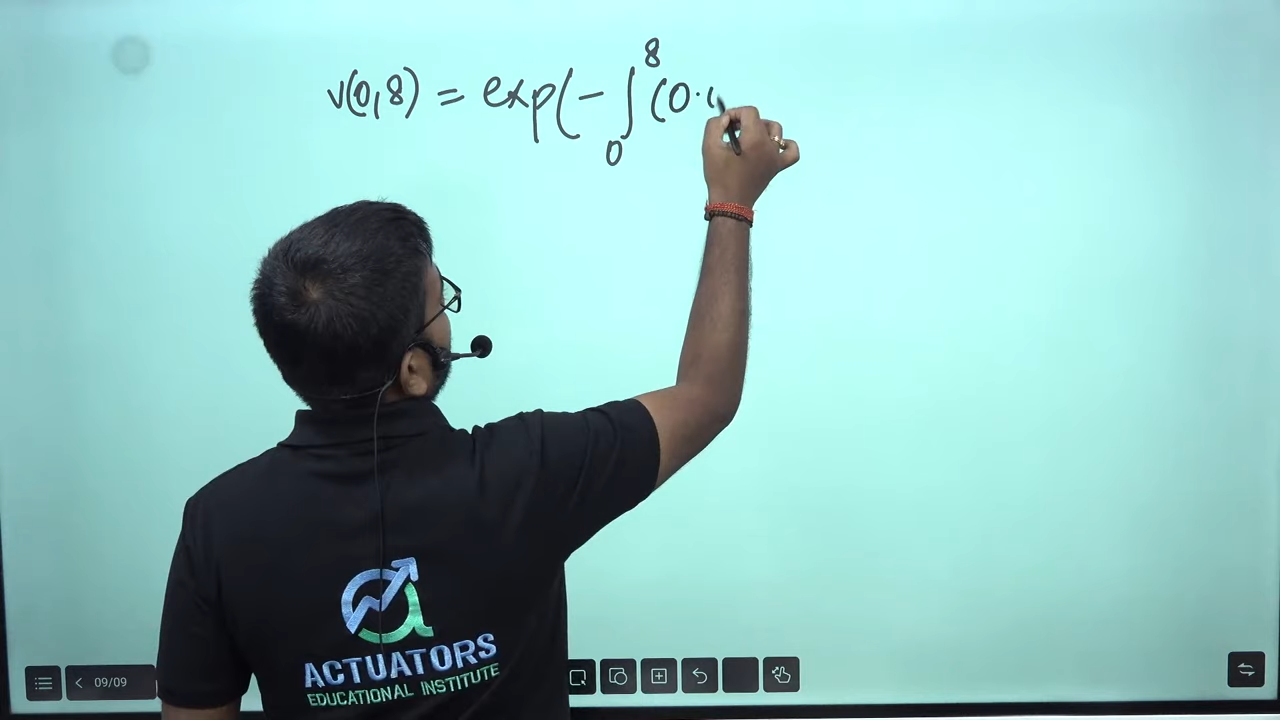 v(0,8) = exp(- ∫₀⁸ (0.
ACTUATORS
EDUCATIONAL INSTITUTE
09/09